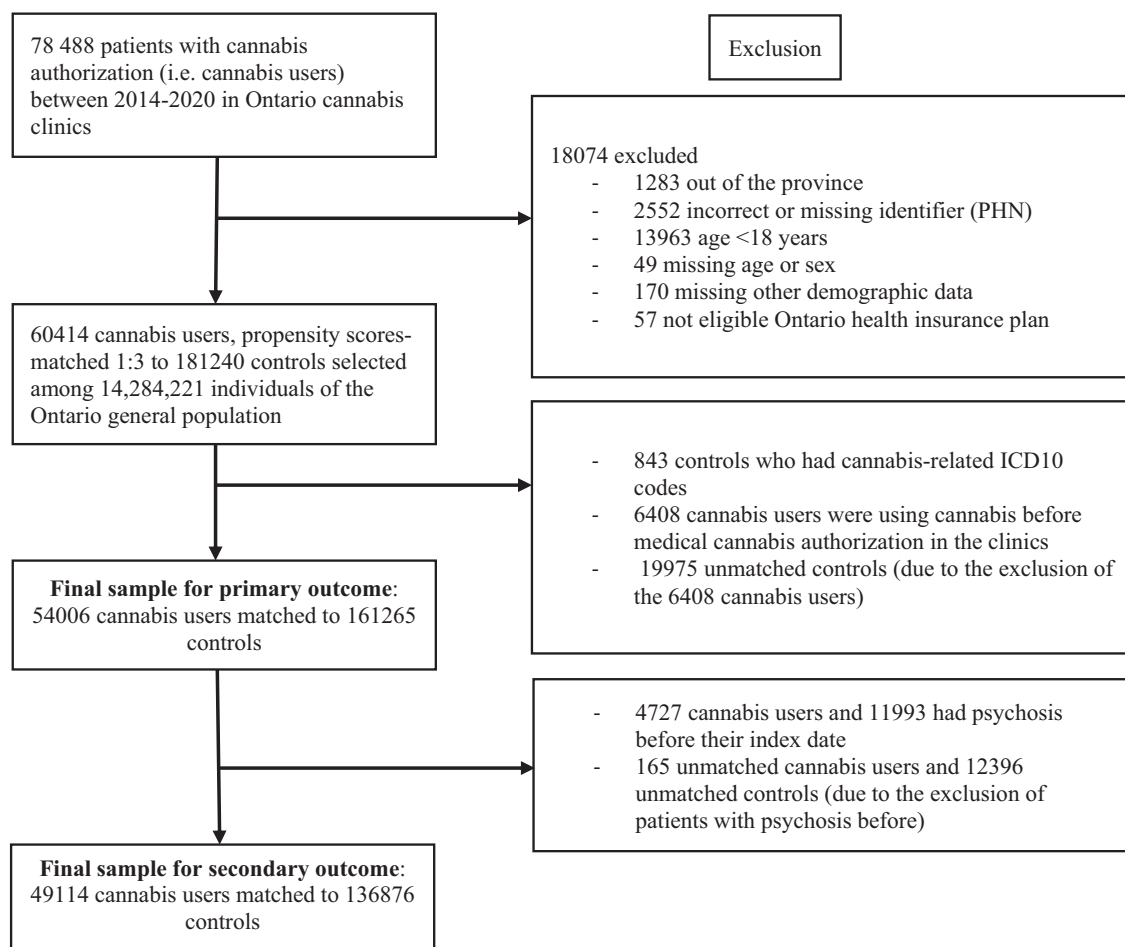 78 488 patients with cannabis
authorization (i.e. cannabis users)
between 2014-2020 in Ontario cannabis
clinics
Exclusion
18074 excluded
- 1283 out of the province
- 2552 incorrect or missing identifier (PHN)
- 13963 age <18 years
- 49 missing age or sex
- 170 missing other demographic data
- 57 not eligible Ontario health insurance plan
60414 cannabis users, propensity scores-
matched 1:3 to 181240 controls selected
among 14,284,221 individuals of the
Ontario general population
- 843 controls who had cannabis-related ICD10
codes
- 6408 cannabis users were using cannabis before
medical cannabis authorization in the clinics
- 19975 unmatched controls (due to the exclusion of
the 6408 cannabis users)
Final sample for primary outcome:
54006 cannabis users matched to 161265
controls
- 4727 cannabis users and 11993 had psychosis
before their index date
- 165 unmatched cannabis users and 12396
unmatched controls (due to the exclusion of
patients with psychosis before)
Final sample for secondary outcome:
49114 cannabis users matched to 136876
controls